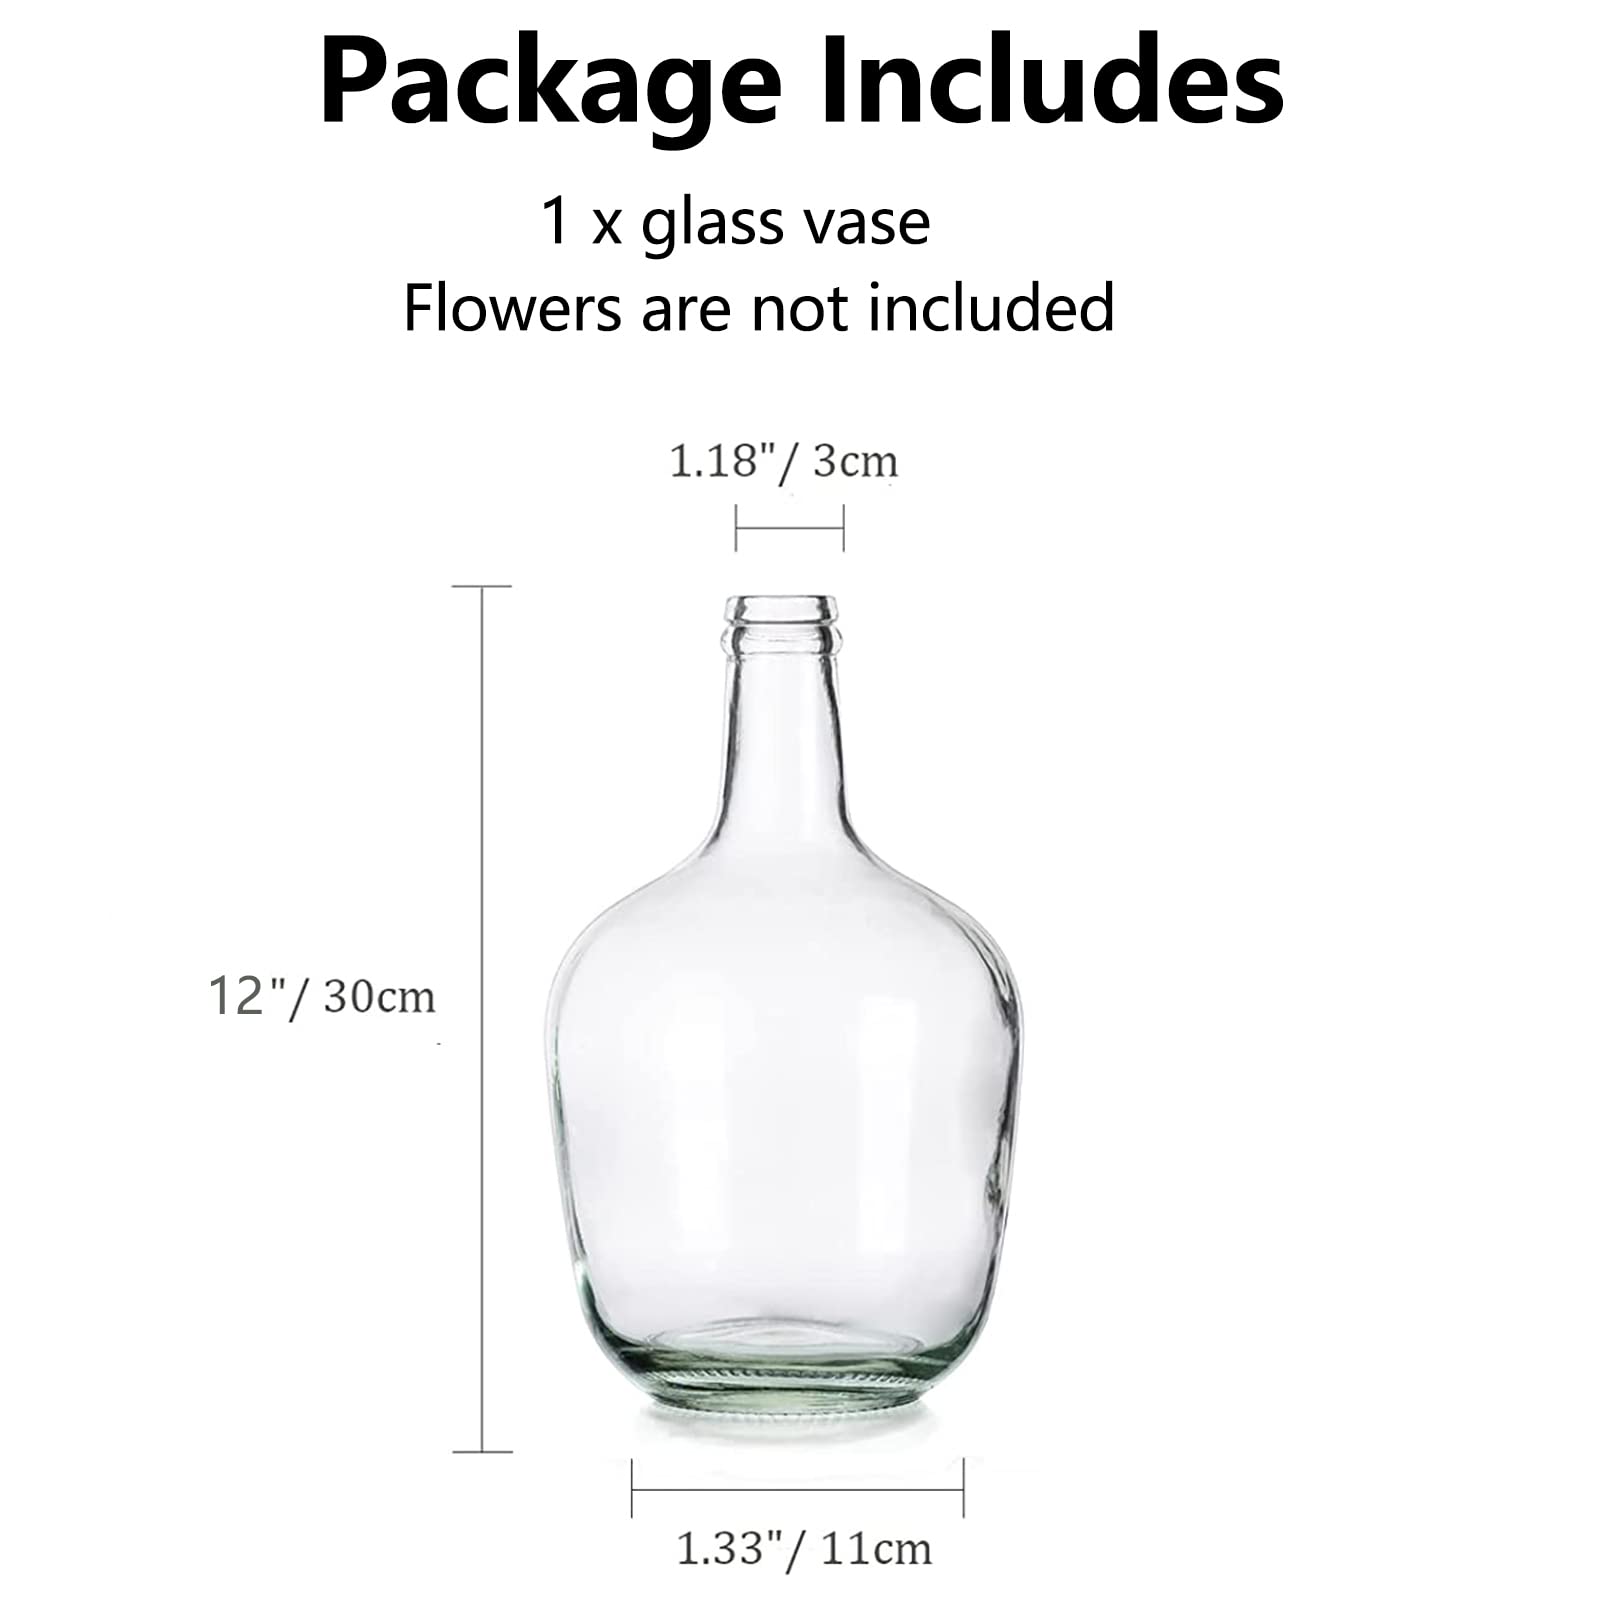 Package Includes
1 x glass vase
Flowers are not included
1.18"/ 3cm
12"/ 30cm
1.33"/ 11cm